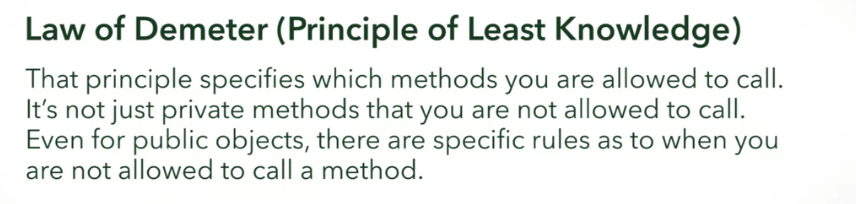 Law of Demeter (Principle of Least Knowledge)
That principle specifies which methods you are allowed to call.
It's not just private methods that you are not allowed to call.
Even for public objects, there are specific rules as to when you
are not allowed to call a method.